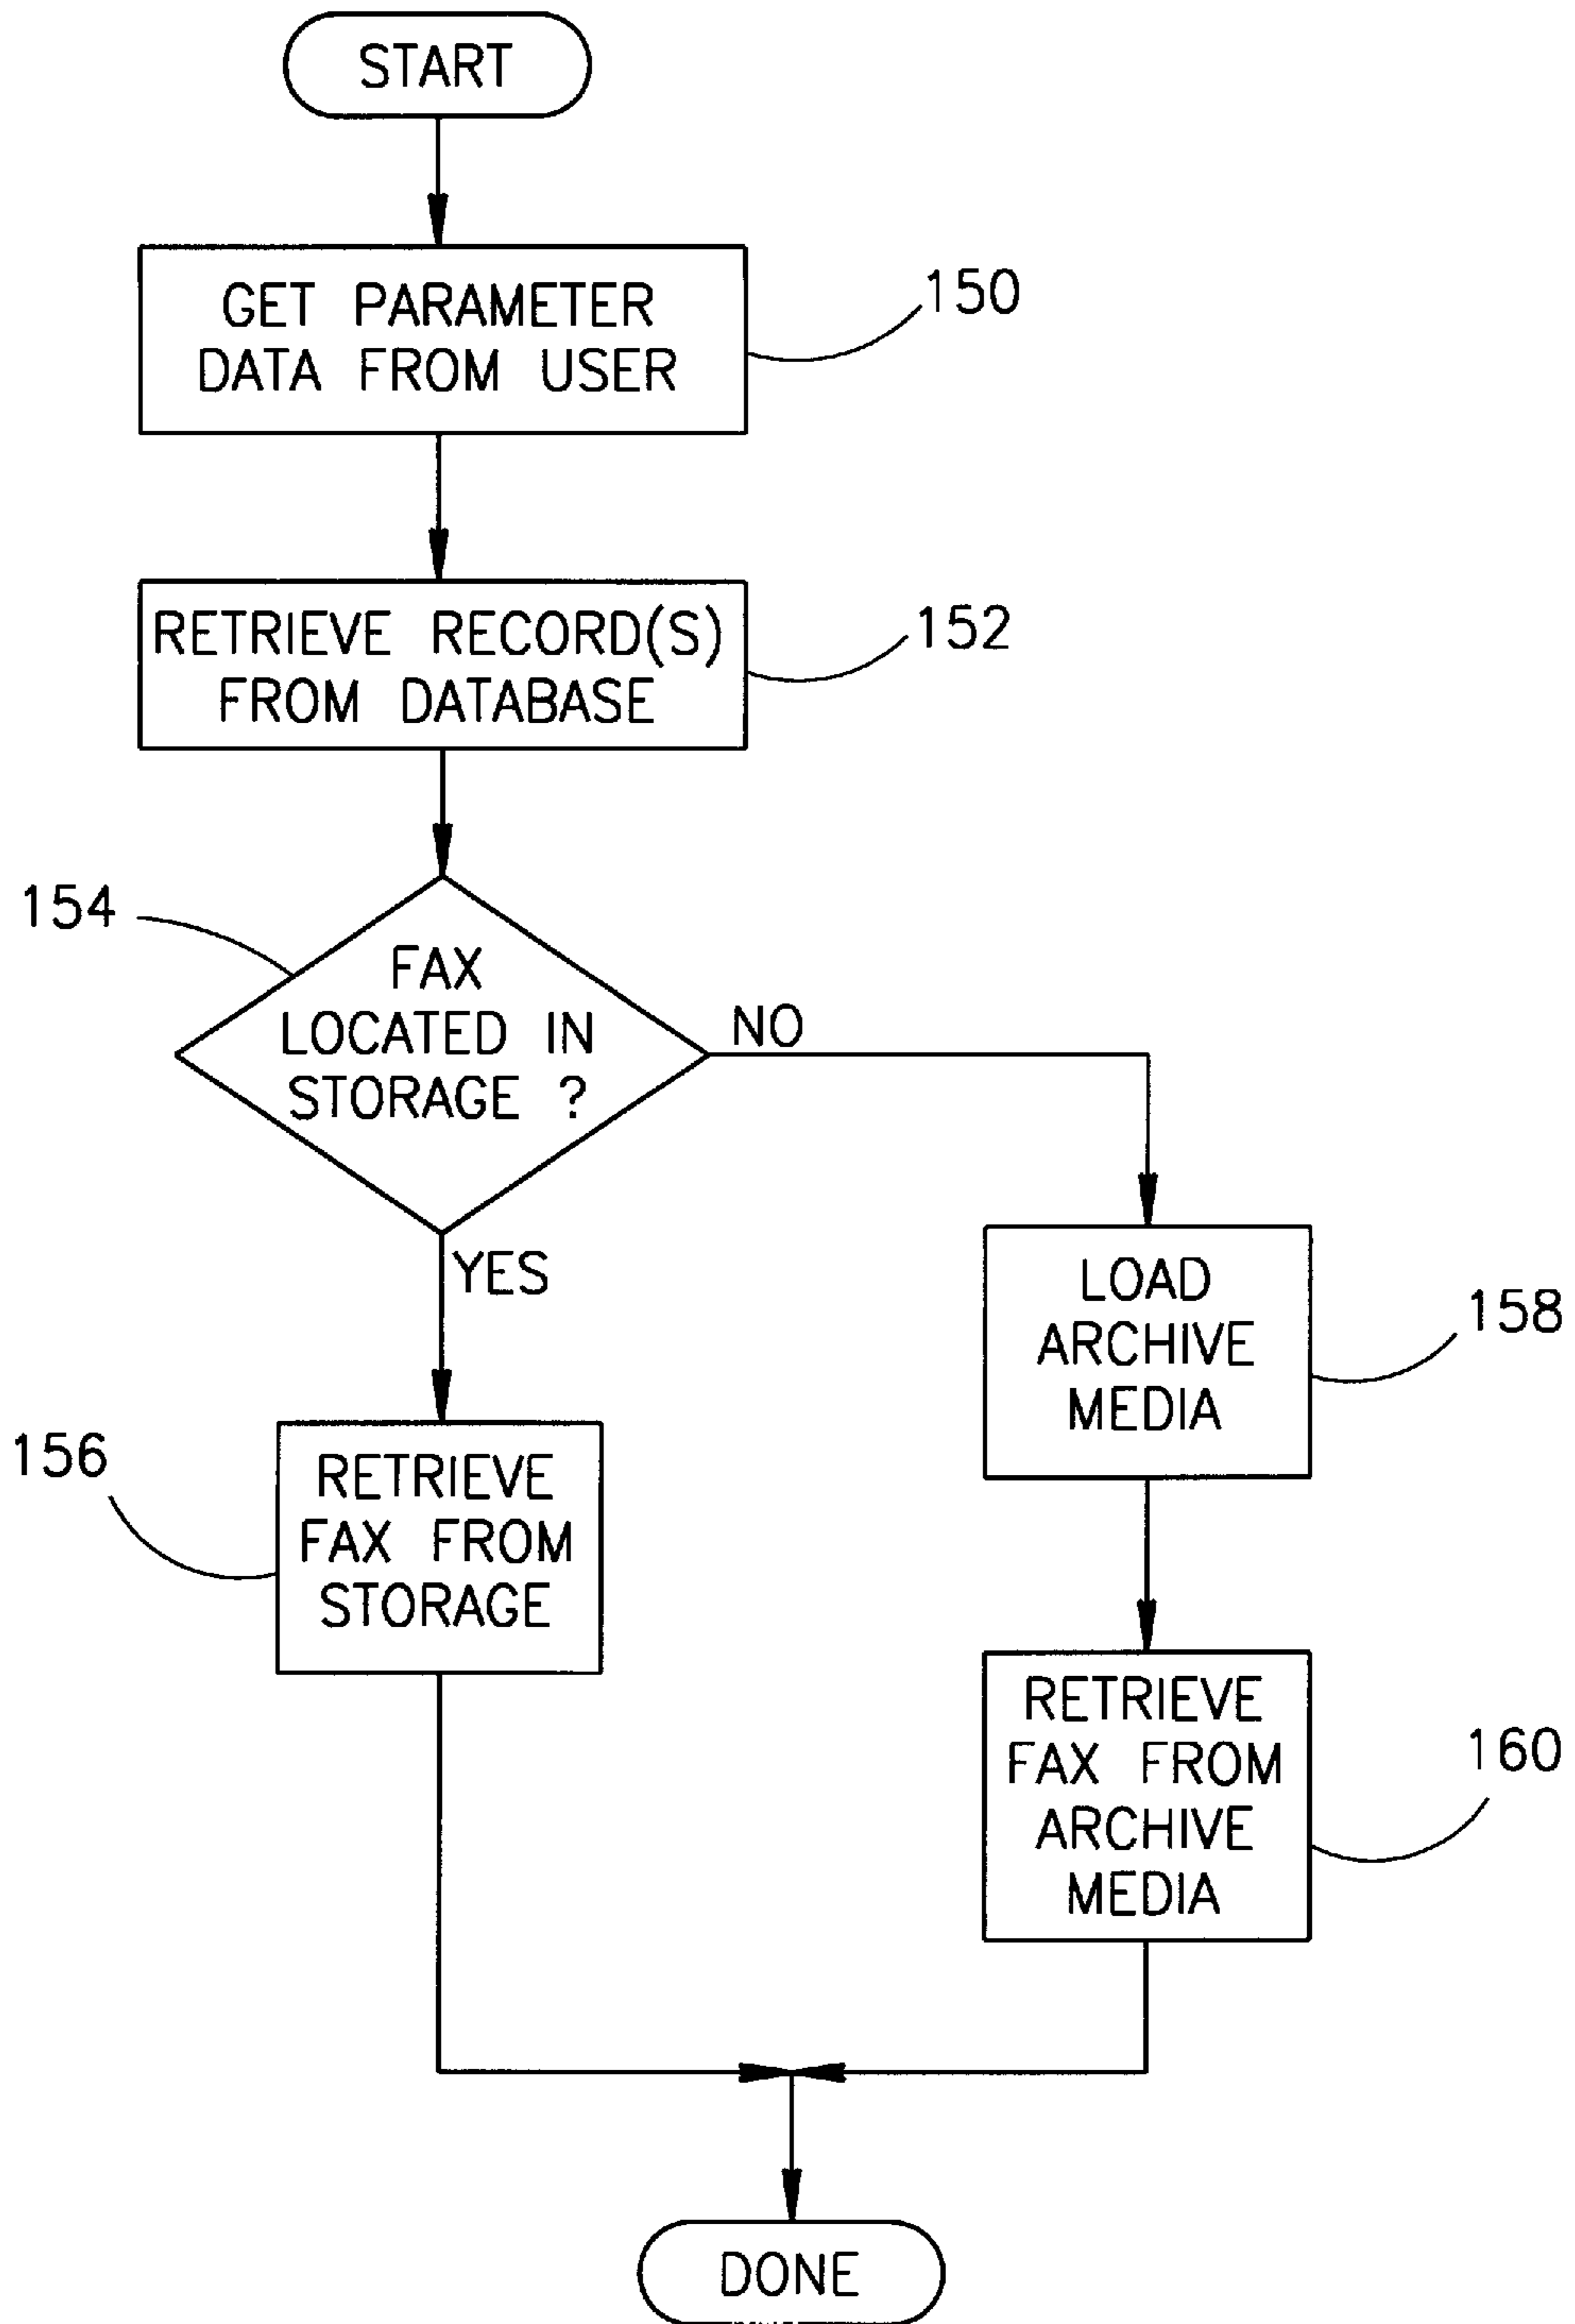 START
GET PARAMETER
DATA FROM USER
150
RETRIEVE RECORD(S)
FROM DATABASE
152
154
FAX
LOCATED IN
STORAGE ?
NO
YES
LOAD
ARCHIVE
MEDIA
158
156
RETRIEVE
FAX FROM
STORAGE
RETRIEVE
FAX FROM
ARCHIVE
MEDIA
160
DONE